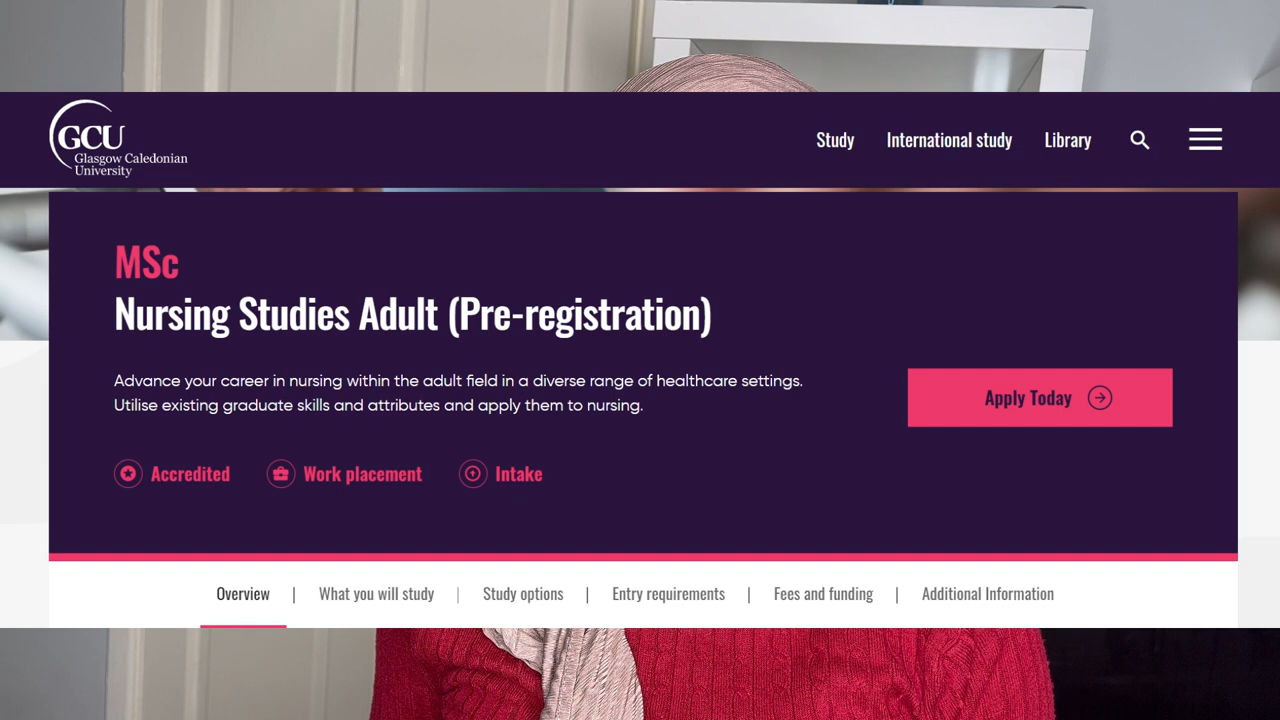 GCU
Glasgow Caledonian
University
Study
International study
Library
MSc
Nursing Studies Adult (Pre-registration)
Advance your career in nursing within the adult field in a diverse range of healthcare settings.
Utilise existing graduate skills and attributes and apply them to nursing.
Apply Today
Accredited
Work placement
Intake
Overview | What you will study | Study options | Entry requirements | Fees and funding | Additional Information